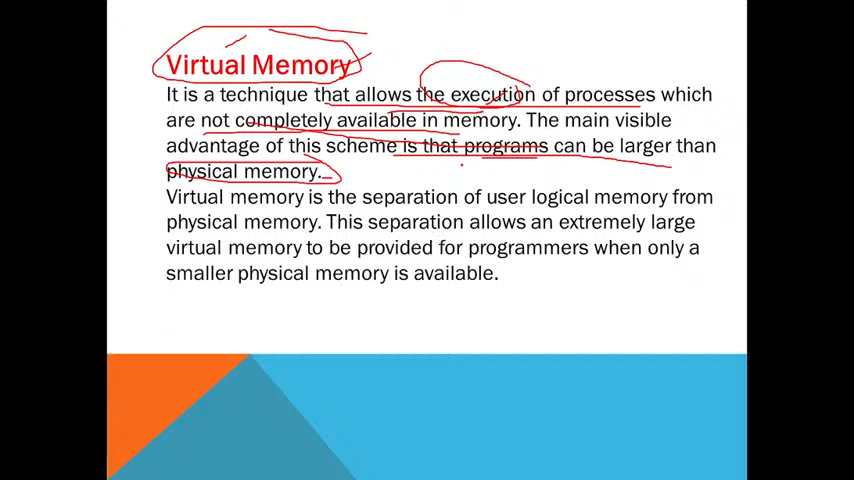 Virtual Memory
It is a technique that allows the execution of processes which
are not completely available in memory. The main visible
advantage of this scheme is that programs can be larger than
physical memory.
Virtual memory is the separation of user logical memory from
physical memory. This separation allows an extremely large
virtual memory to be provided for programmers when only a
smaller physical memory is available.